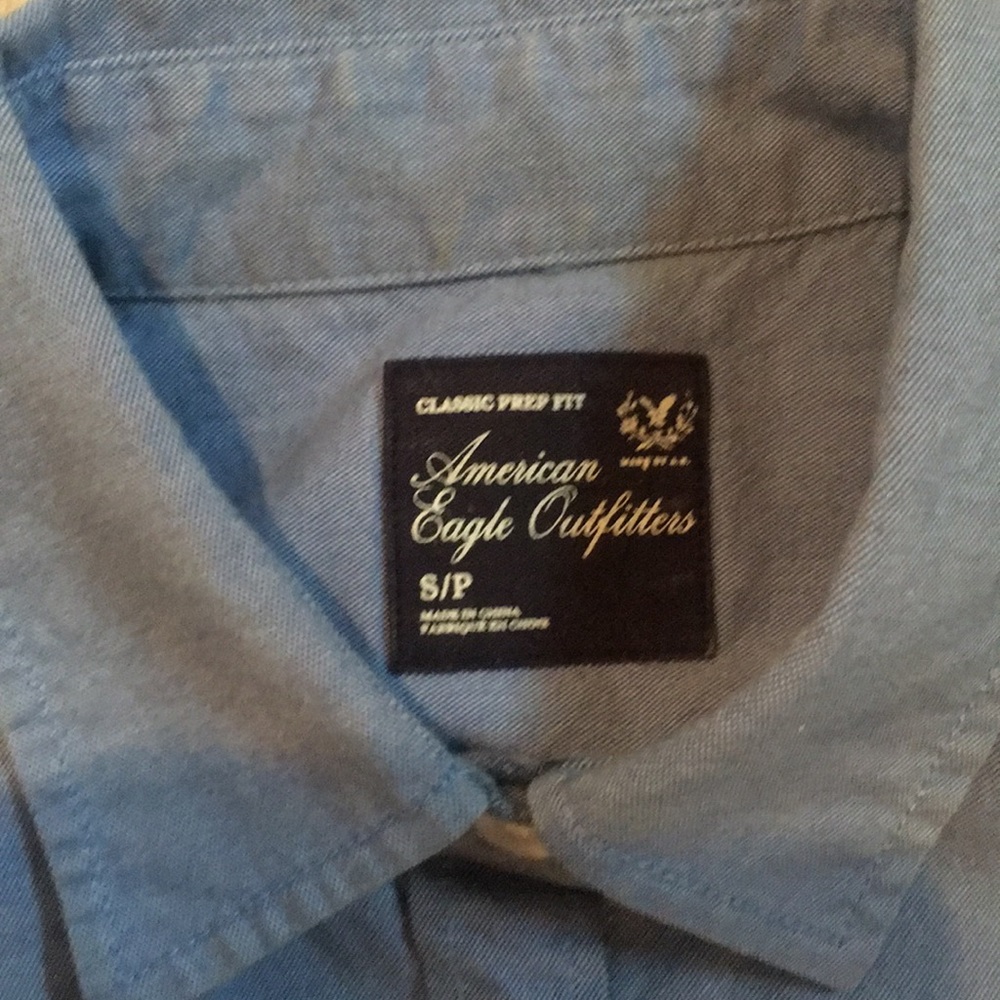 CLASSIC PREP FIT
American
Eagle Outfitters
S/P
MADE IN CHINA
FABRIQUÉ EN CHINE